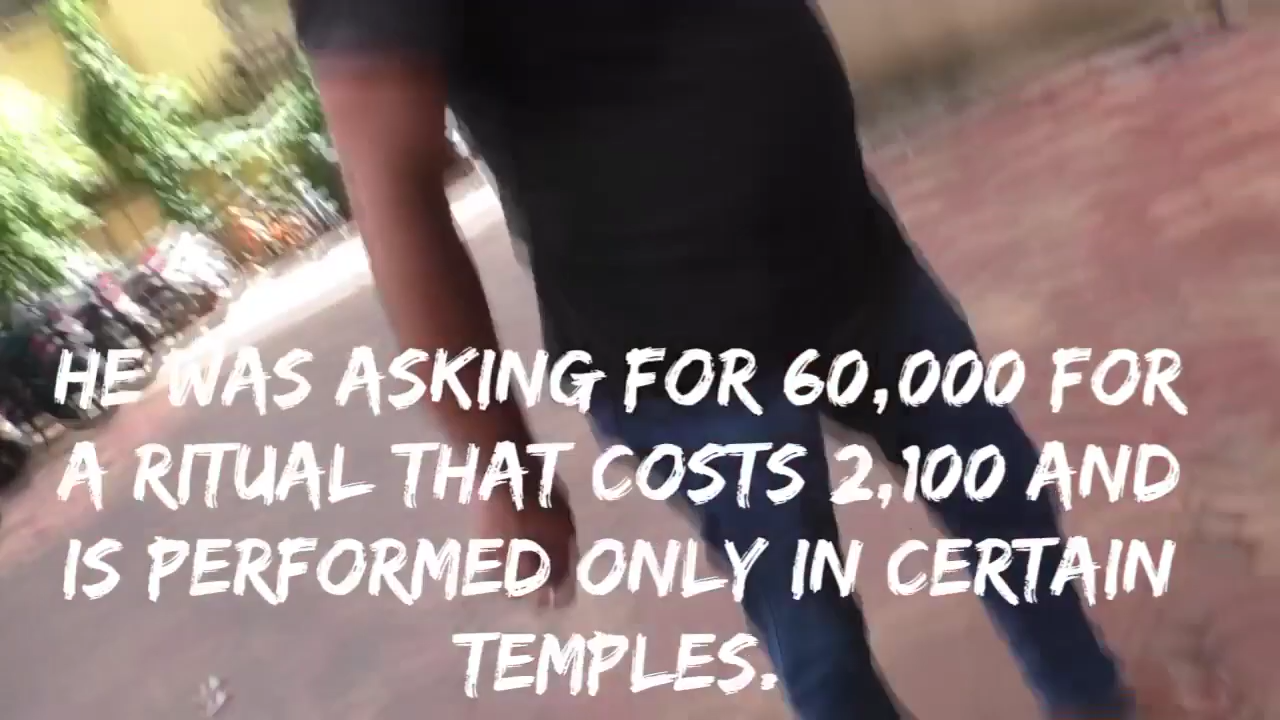 HE WAS ASKING FOR 60,000 FOR
A RITUAL THAT COSTS 2,100 AND
IS PERFORMED ONLY IN CERTAIN
TEMPLES.